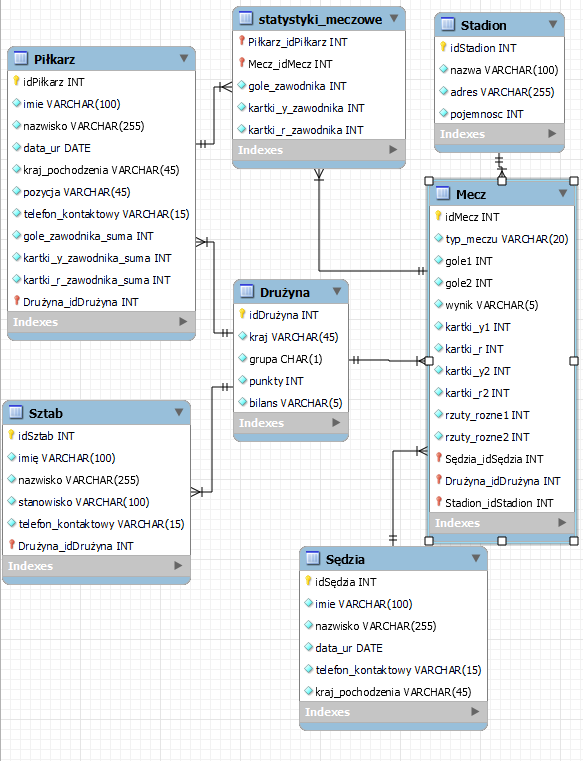 Piłkarz
idPiłkarz INT
imie VARCHAR(100)
nazwisko VARCHAR(255)
data_ur DATE
kraj_pochodzenia VARCHAR(45)
pozycja VARCHAR(45)
telefon_kontaktowy VARCHAR(15)
gole_zawodnika_suma INT
kartki_y_zawodnika_suma INT
kartki_r_zawodnika_suma INT
Drużyna_idDrużyna INT
Indexes
statystyki_meczowe
Piłkarz_idPiłkarz INT
Mecz_idMecz INT
gole_zawodnika INT
kartki_y_zawodnika INT
kartki_r_zawodnika INT
Indexes
Stadion
idStadion INT
nazwa VARCHAR(100)
adres VARCHAR(255)
pojemnosc INT
Indexes
Mecz
idMecz INT
typ_meczu VARCHAR(20)
gole1 INT
gole2 INT
wynik VARCHAR(5)
kartki_y1 INT
kartki_r INT
kartki_y2 INT
kartki_r2 INT
rzuty_rozne1 INT
rzuty_rozne2 INT
Sędzia_idSędzia INT
Drużyna_idDrużyna INT
Stadion_idStadion INT
Indexes
Drużyna
idDrużyna INT
kraj VARCHAR(45)
grupa CHAR(1)
punkty INT
bilans VARCHAR(5)
Indexes
Sztab
idSztab INT
imię VARCHAR(100)
nazwisko VARCHAR(255)
stanowisko VARCHAR(100)
telefon_kontaktowy VARCHAR(15)
Drużyna_idDrużyna INT
Indexes
Sędzia
idSędzia INT
imie VARCHAR(100)
nazwisko VARCHAR(255)
data_ur DATE
telefon_kontaktowy VARCHAR(15)
kraj_pochodzenia VARCHAR(45)
Indexes